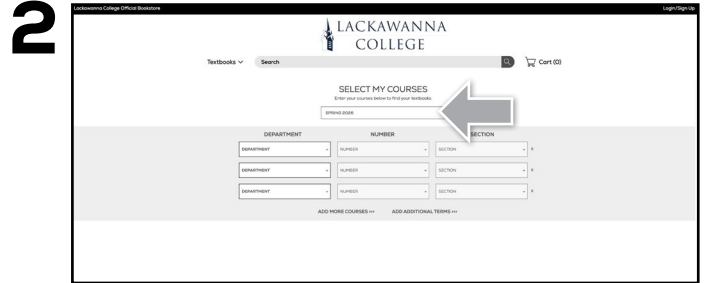 2
Lackawanna College Official Bookstore
Login/Sign Up
LACKAWANNA
COLLEGE
Textbooks
Search
Cart (0)
SELECT MY COURSES
Enter your courses below to find your textbooks.
SPRING 2026
DEPARTMENT NUMBER SECTION
DEPARTMENT NUMBER SECTION X
DEPARTMENT NUMBER SECTION X
DEPARTMENT NUMBER SECTION X
ADD MORE COURSES >>> ADD ADDITIONAL TERMS >>>